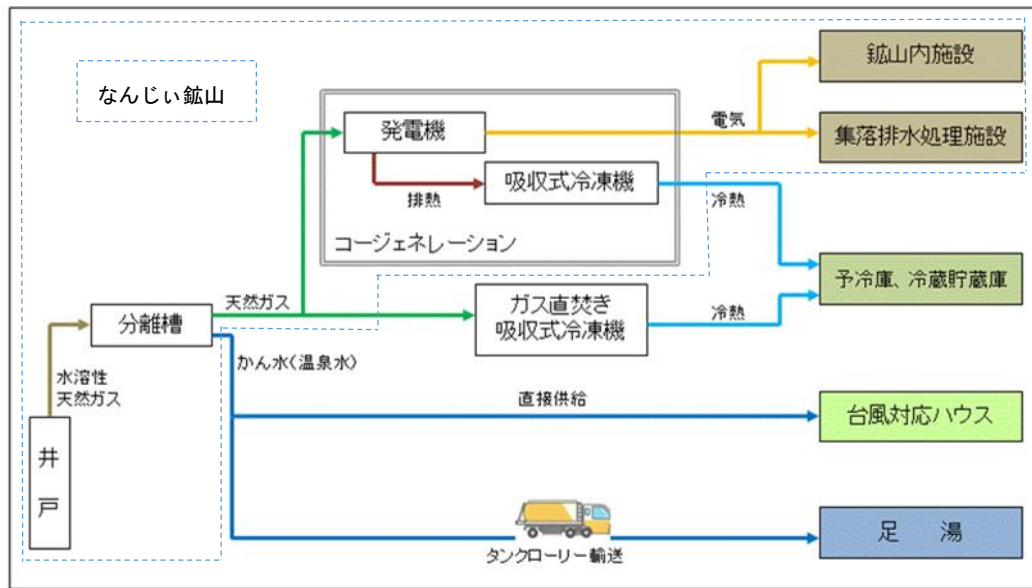 なんじぃ鉱山
鉱山内施設
発電機
電気
集落排水処理施設
排熱
吸収式冷凍機
冷熱
コージェネレーション
予冷庫、冷蔵貯蔵庫
天然ガス
分離槽
ガス直焚き
吸収式冷凍機
冷熱
かん水(温泉水)
水溶性
天然ガス
直接供給
台風対応ハウス
井
戸
タンクローリー輸送
足 湯